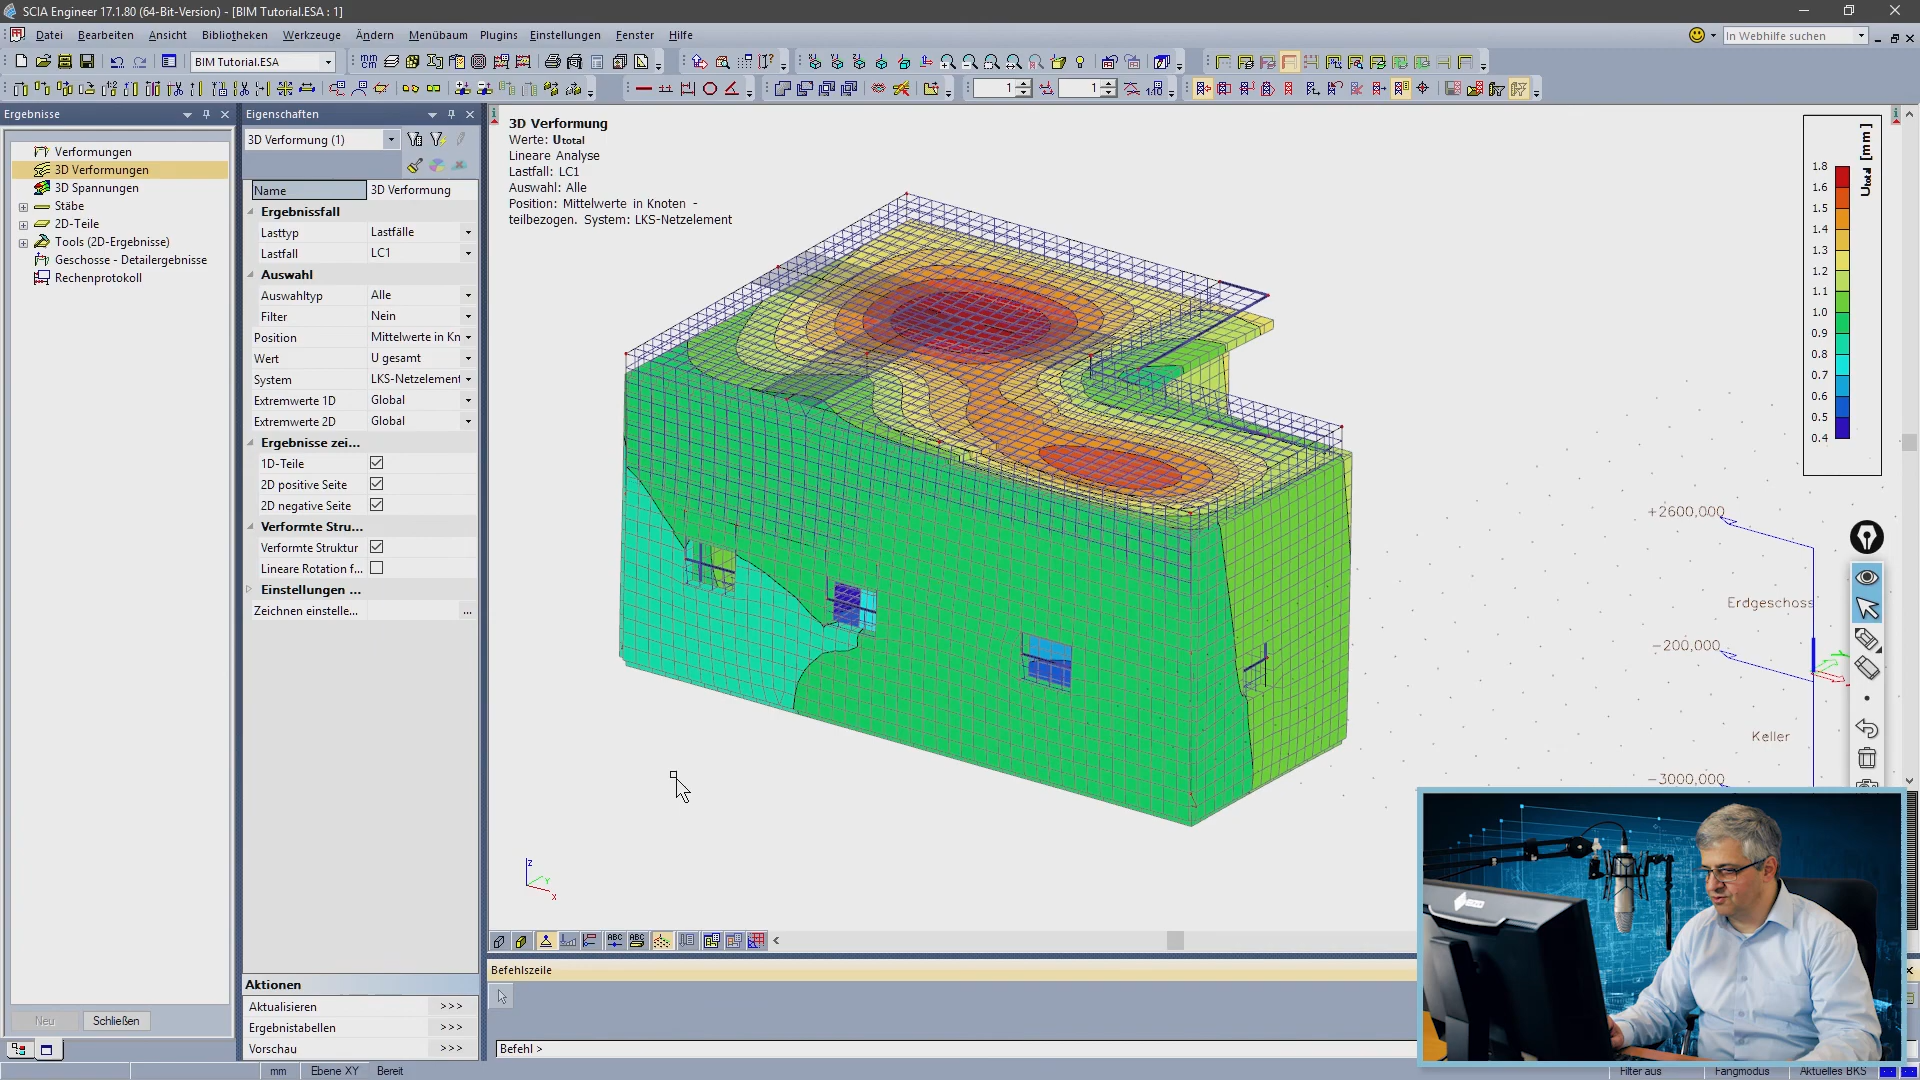 SCIA Engineer 17.1.80 (64-Bit-Version) - [BIM Tutorial.ESA : 1]
Datei Bearbeiten Ansicht Bibliotheken Werkzeuge Ändern Menübaum Plugins Einstellungen Fenster Hilfe
In Webhilfe suchen
BIM Tutorial.ESA
1
1
Ergebnisse
Verformungen
3D Verformungen
3D Spannungen
Stäbe
2D-Teile
Tools (2D-Ergebnisse)
Geschosse - Detailergebnisse
Rechenprotokoll
Neu
Schließen
Eigenschaften
3D Verformung (1)
Name 3D Verformung
Ergebnissfall
Lasttyp Lastfälle
Lastfall LC1
Auswahl
Auswahltyp Alle
Filter Nein
Position Mittelwerte in Kn
Wert U gesamt
System LKS-Netzelement
Extremwerte 1D Global
Extremwerte 2D Global
Ergebnisse zei...
1D-Teile
2D positive Seite
2D negative Seite
Verformte Stru...
Verformte Struktur
Lineare Rotation f...
Einstellungen ...
Zeichnen einstelle... ...
Aktionen
Aktualisieren >>>
Ergebnistabellen >>>
Vorschau >>>
3D Verformung
Werte: Utotal
Lineare Analyse
Lastfall: LC1
Auswahl: Alle
Position: Mittelwerte in Knoten -
teilbezogen. System: LKS-Netzelement
Utotal [mm]
1.8
1.6
1.5
1.4
1.3
1.2
1.1
1.0
0.9
0.8
0.7
0.6
0.5
0.4
+2600,000
Erdgeschoss
-200,000
Keller
-3000,000
z
Y
x
Befehlszeile
Befehl >
mm Ebene XY Bereit Filter aus Fangmodus Aktuelles BKS